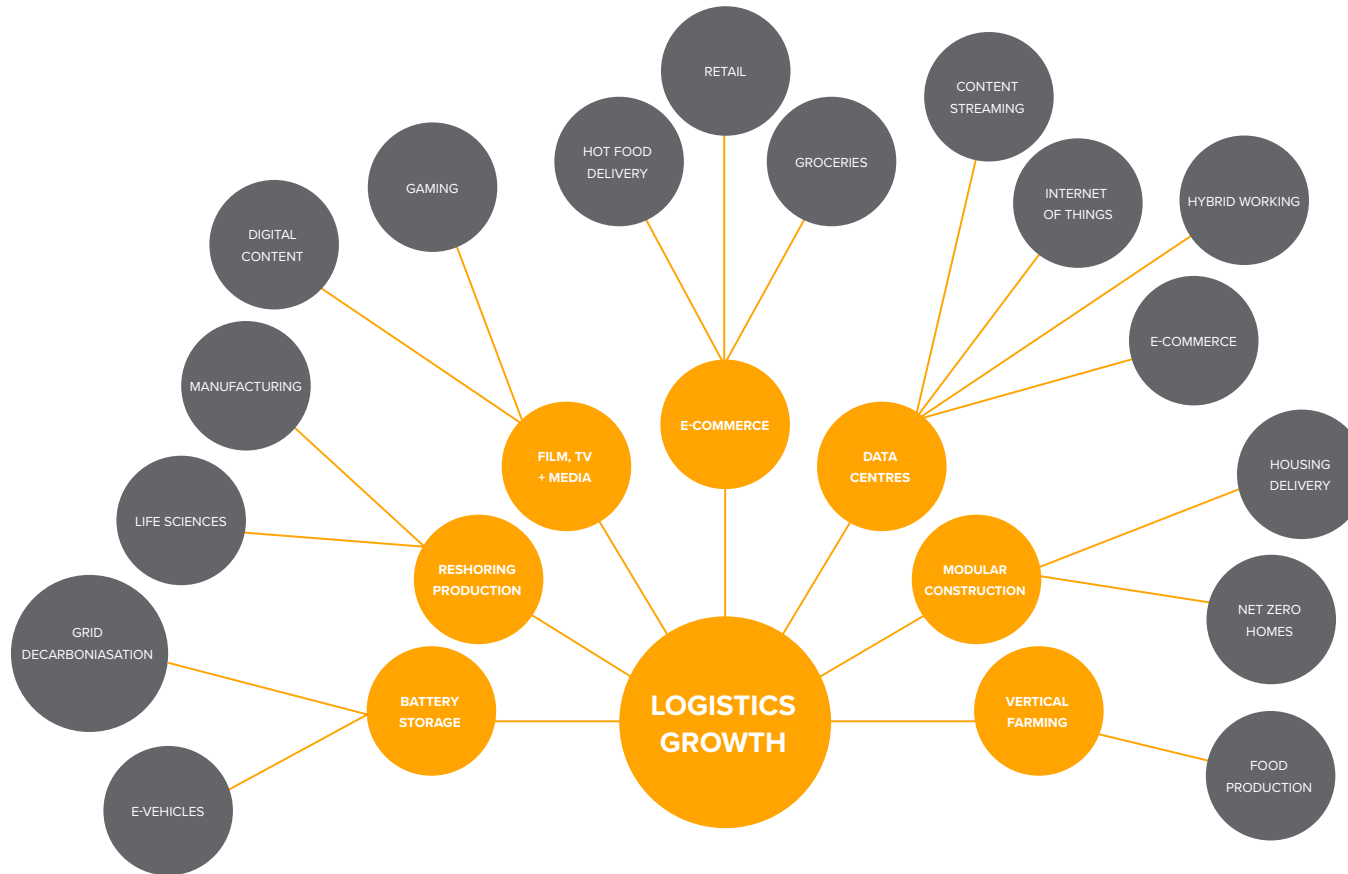 RETAIL
CONTENT
STREAMING
HOT FOOD
DELIVERY
GROCERIES
GAMING
INTERNET
OF THINGS
HYBRID WORKING
DIGITAL
CONTENT
E-COMMERCE
MANUFACTURING
E-COMMERCE
FILM, TV
+ MEDIA
DATA
CENTRES
HOUSING
DELIVERY
LIFE SCIENCES
RESHORING
PRODUCTION
MODULAR
CONSTRUCTION
NET ZERO
HOMES
GRID
DECARBONIASATION
BATTERY
STORAGE
LOGISTICS
GROWTH
VERTICAL
FARMING
FOOD
PRODUCTION
E-VEHICLES